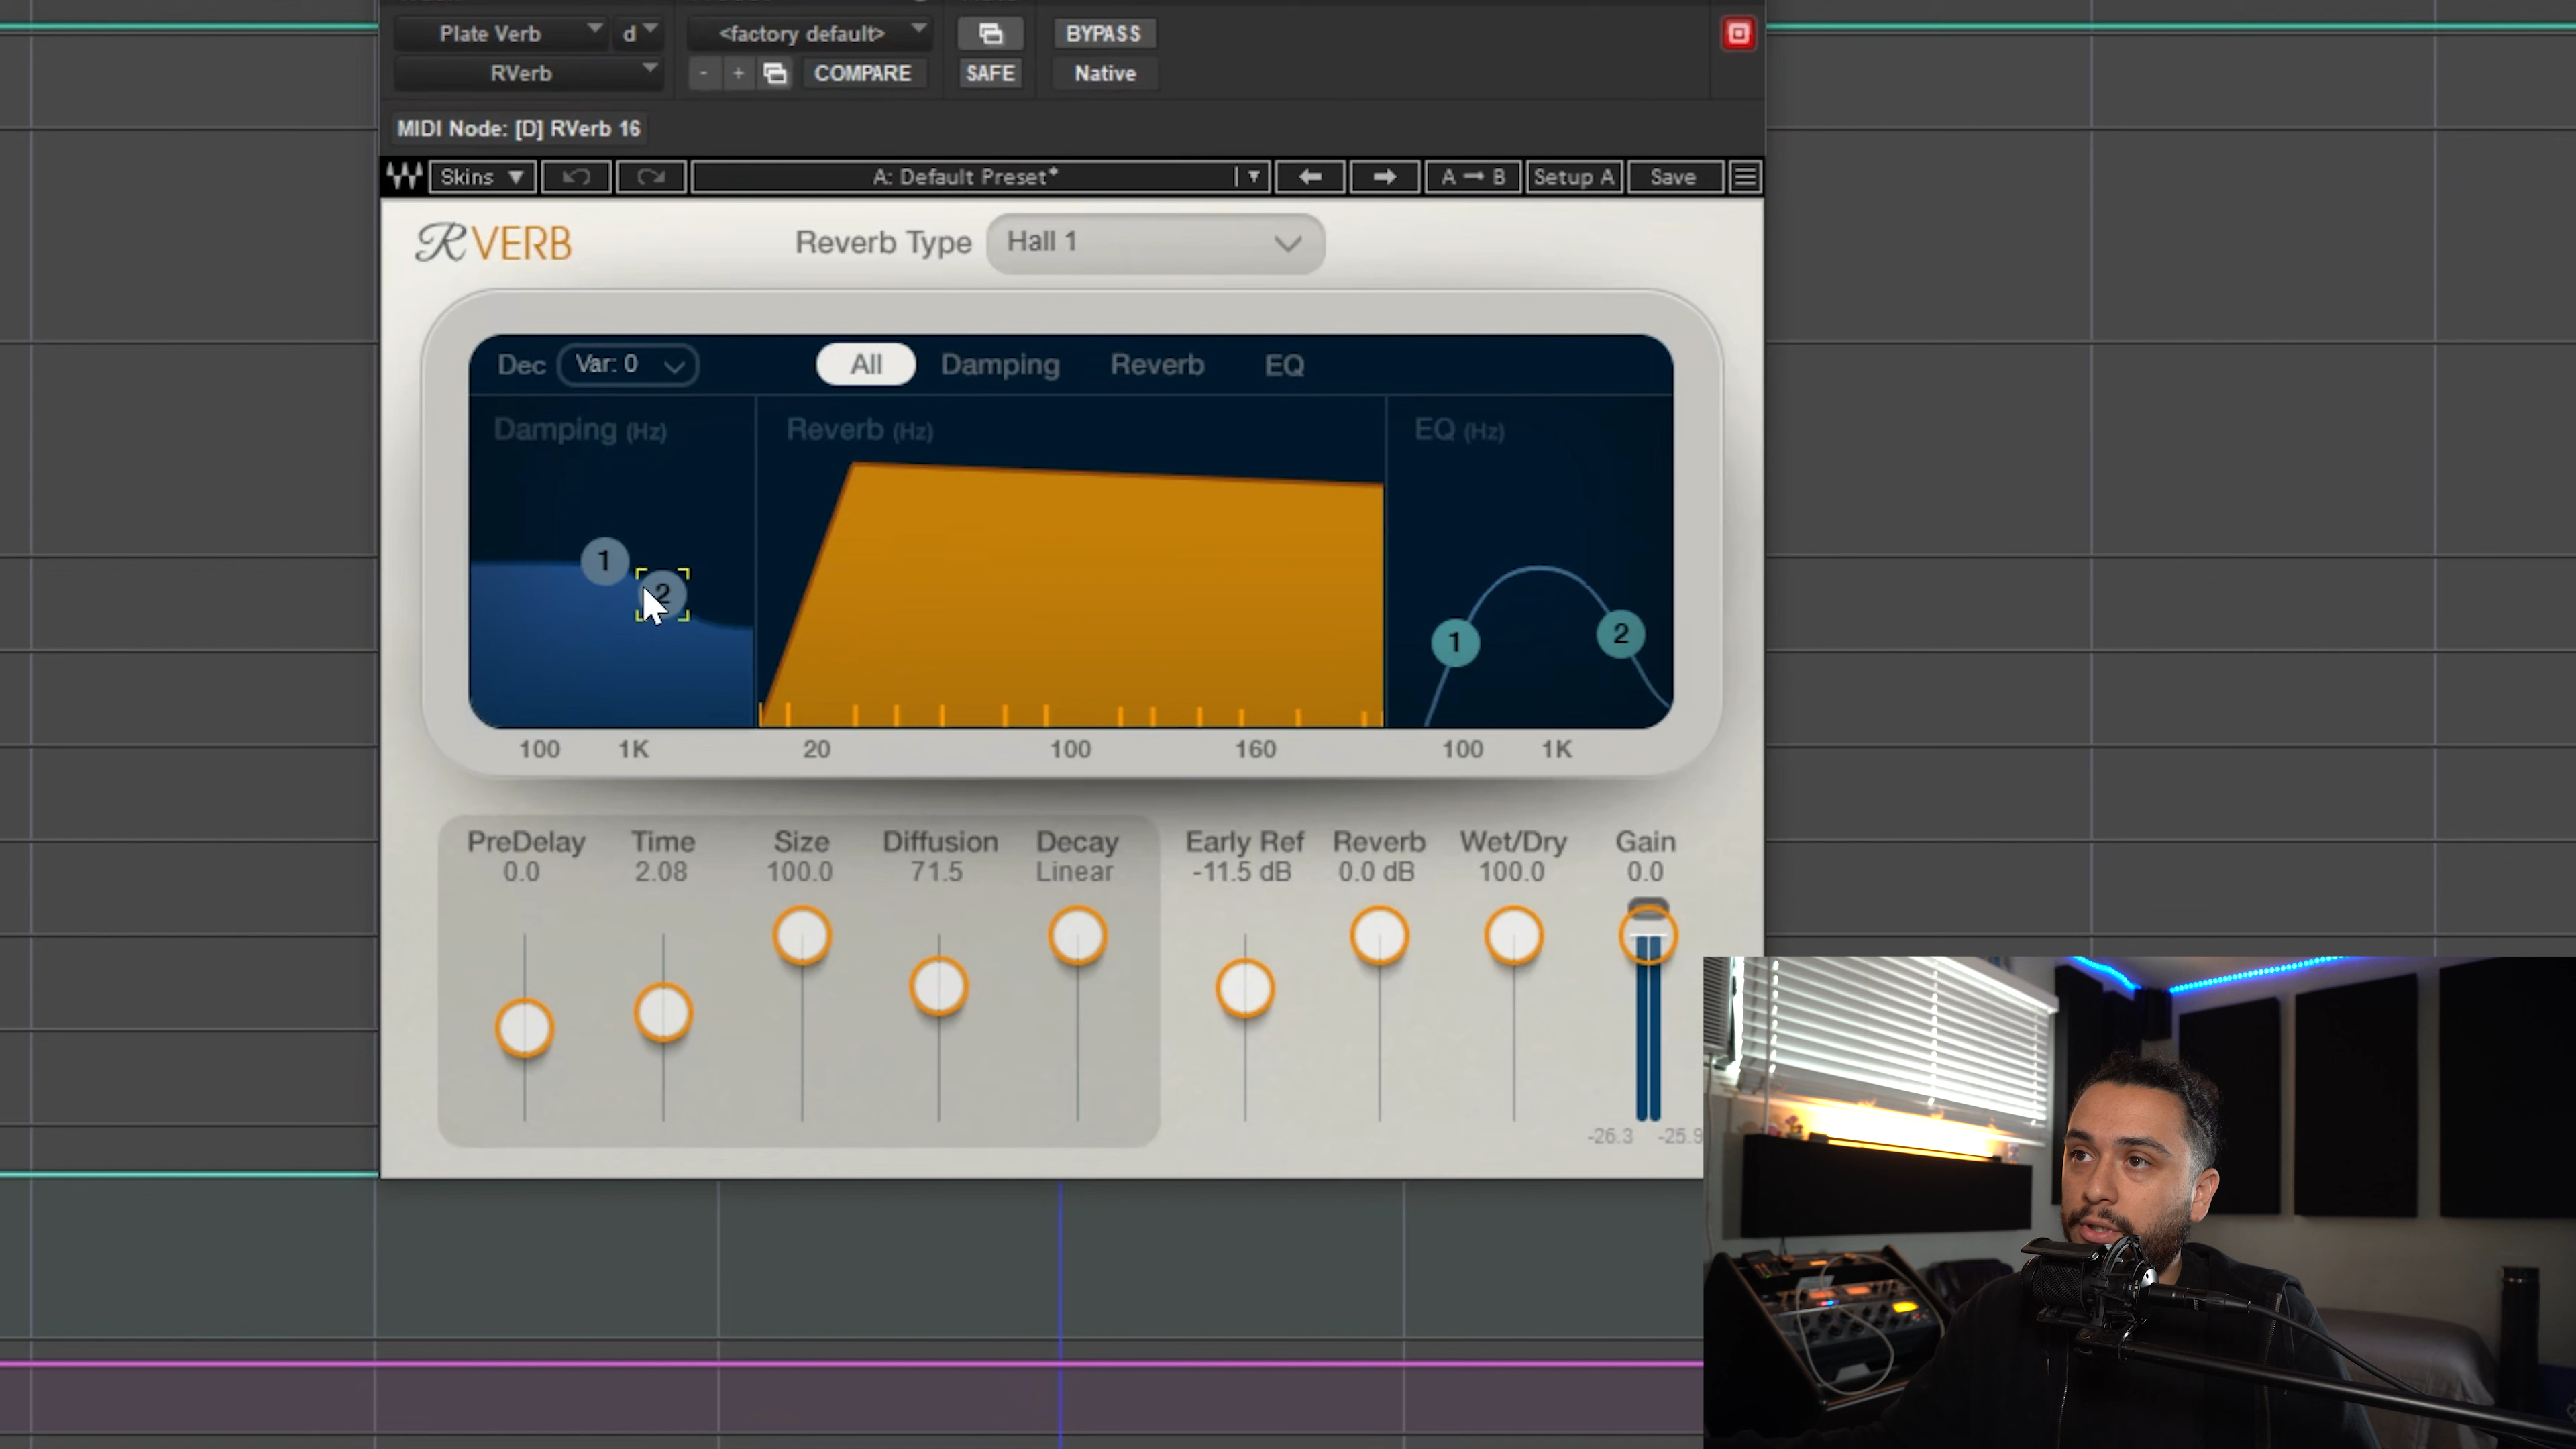 Plate Verb d <factory default> BYPASS
RVerb - + COMPARE SAFE Native
MIDI Node: [D] RVerb 16
Skins A: Default Preset* A → B Setup A Save
RVERB Reverb Type Hall 1
Dec Var: 0 All Damping Reverb EQ
Damping (Hz) Reverb (Hz) EQ (Hz)
1 2 1 2
100 1K 20 100 160 100 1K
PreDelay Time Size Diffusion Decay Early Ref Reverb Wet/Dry Gain
0.0 2.08 100.0 71.5 Linear -11.5 dB 0.0 dB 100.0 0.0
-26.3 -25.9